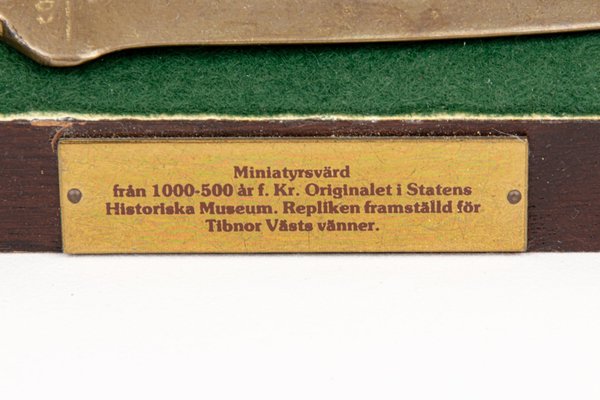 Miniatyrsvärd
från 1000-500 år f. Kr. Originalet i Statens
Historiska Museum. Repliken framställd för
Tibnor Västs vänner.